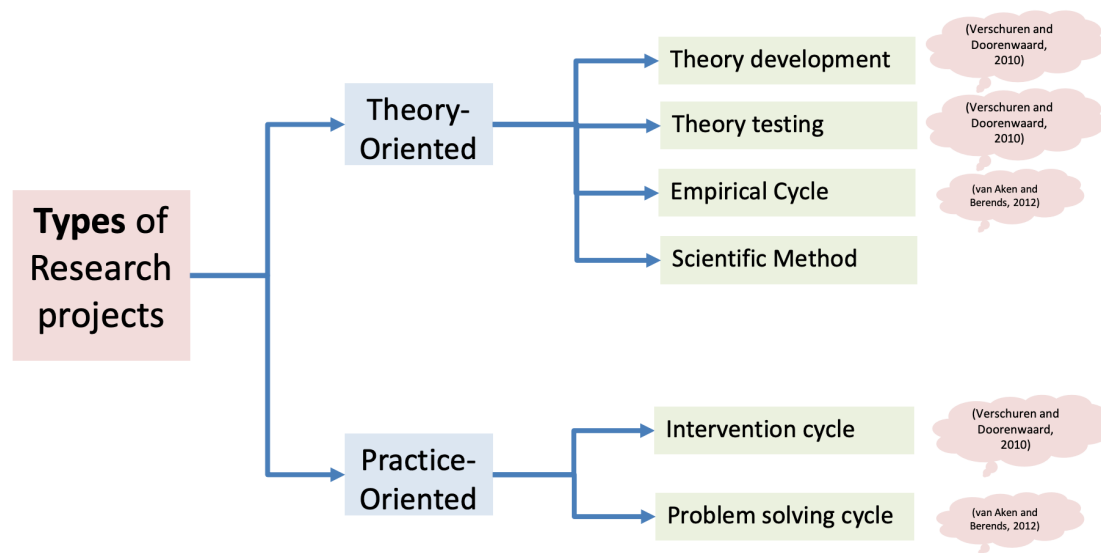 Types of
Research
projects
Theory-
Oriented
Theory development
(Verschuren and
Doorenwaard,
2010)
Theory testing
(Verschuren and
Doorenwaard,
2010)
Empirical Cycle
(van Aken and
Berends, 2012)
Scientific Method
Practice-
Oriented
Intervention cycle
(Verschuren and
Doorenwaard,
2010)
Problem solving cycle
(van Aken and
Berends, 2012)